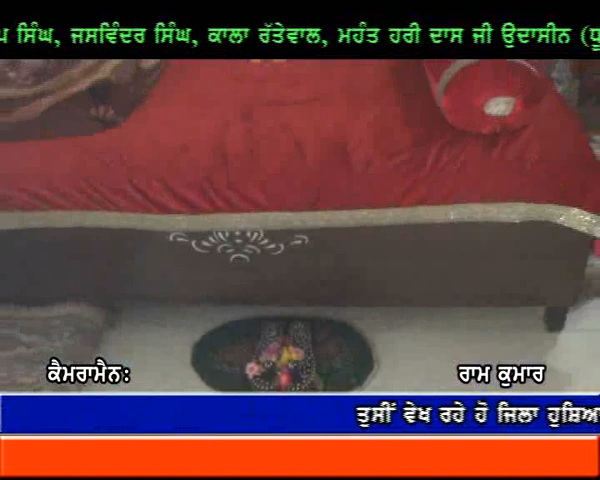 ਸਿੰਘ, ਜਸਵਿੰਦਰ ਸਿੰਘ, ਕਾਲਾ ਰੱਤੇਵਾਲ, ਮਹੰਤ ਹਰੀ ਦਾਸ ਜੀ ਉਦਾਸੀਨ
ਕੈਮਰਾਮੈਨ: ਰਾਮ ਕੁਮਾਰ
ਤੁਸੀਂ ਵੇਖ ਰਹੇ ਹੋ ਜਿਲਾ